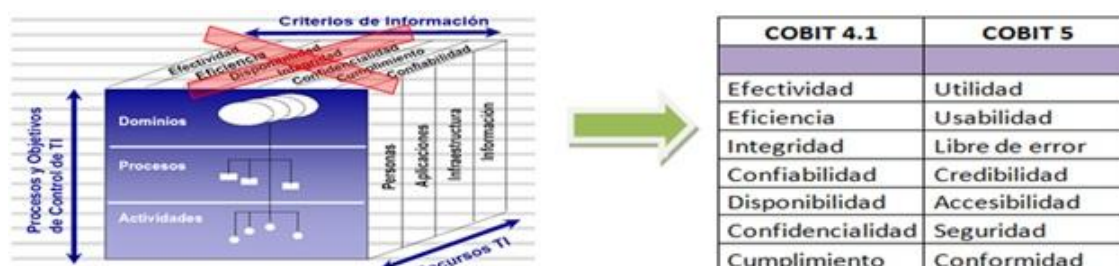 Criterios de Información
Efectividad
Eficiencia
Disponibilidad
Integridad
Confidencialidad
Cumplimiento
Confiabilidad
Procesos y Objetivos
de Control de TI
Dominios
Procesos
Actividades
Personas
Aplicaciones
Infraestructura
Información
TI
COBIT 4.1 COBIT 5
Efectividad Utilidad
Eficiencia Usabilidad
Integridad Libre de error
Confiabilidad Credibilidad
Disponibilidad Accesibilidad
Confidencialidad Seguridad
Cumplimiento Conformidad